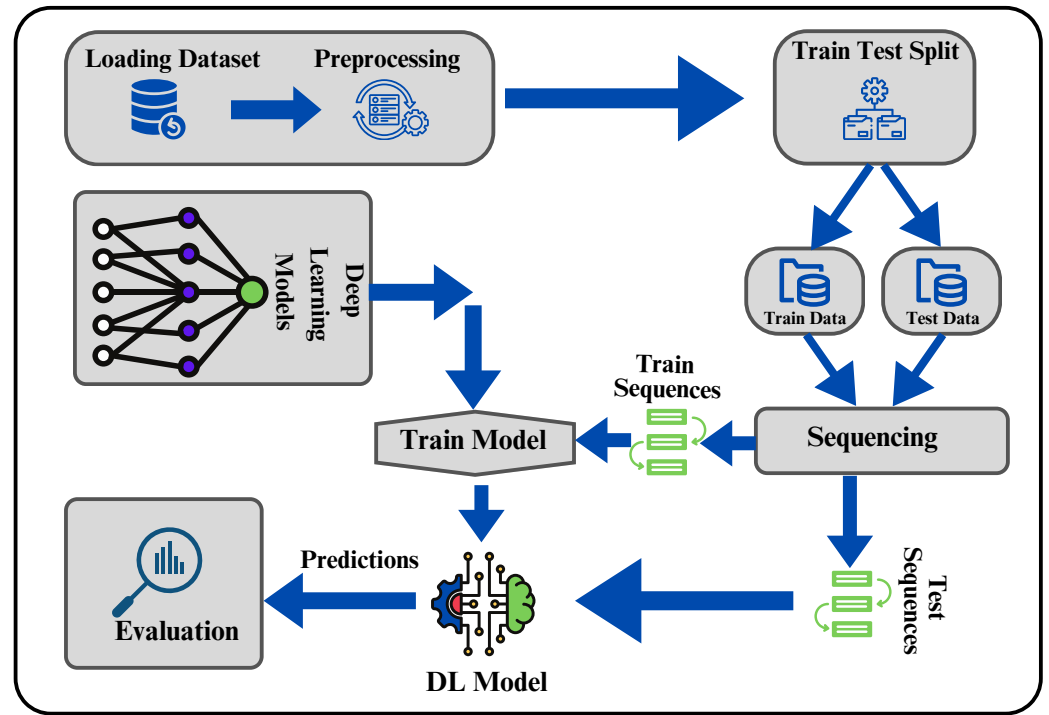 Loading Dataset
Preprocessing
Train Test Split
Deep
Learning
Models
Train Data
Test Data
Train
Sequences
Train Model
Sequencing
Predictions
Evaluation
DL Model
Test
Sequences